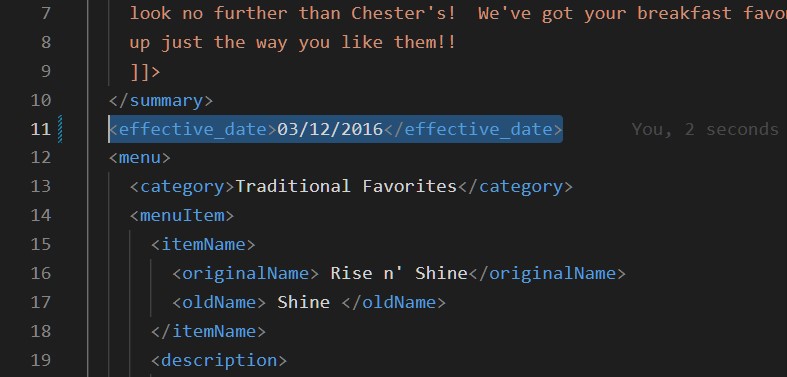 7 look no further than Chester's!  We've got your breakfast favo
8 up just the way you like them!!
9 ]]>
10 </summary>
11 <effective_date>03/12/2016</effective_date> You, 2 seconds
12 <menu>
13 <category>Traditional Favorites</category>
14 <menuItem>
15 <itemName>
16 <originalName> Rise n' Shine</originalName>
17 <oldName> Shine </oldName>
18 </itemName>
19 <description>